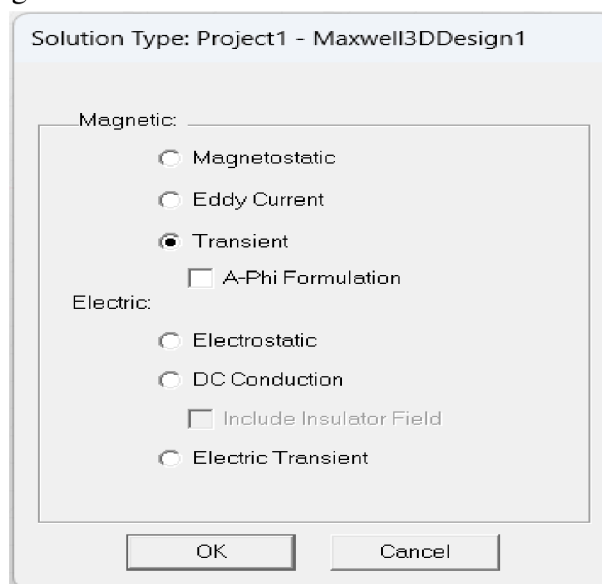 Solution Type: Project1 - Maxwell3DDesign1
Magnetic:
Magnetostatic
Eddy Current
Transient
A-Phi Formulation
Electric:
Electrostatic
DC Conduction
Include Insulator Field
Electric Transient
OK Cancel